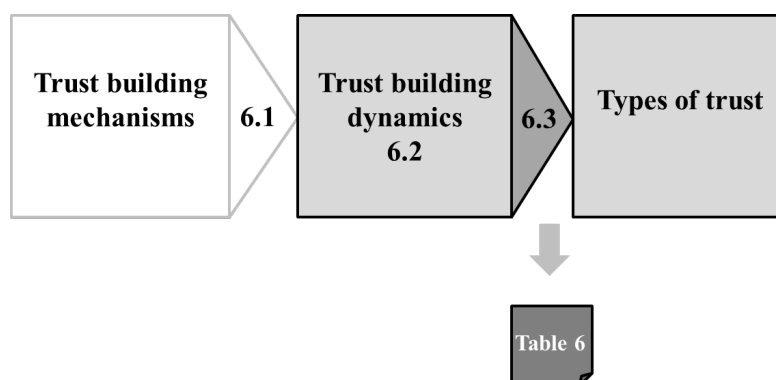 Trust building
mechanisms
6.1
Trust building
dynamics
6.2
6.3
Types of trust
Table 6